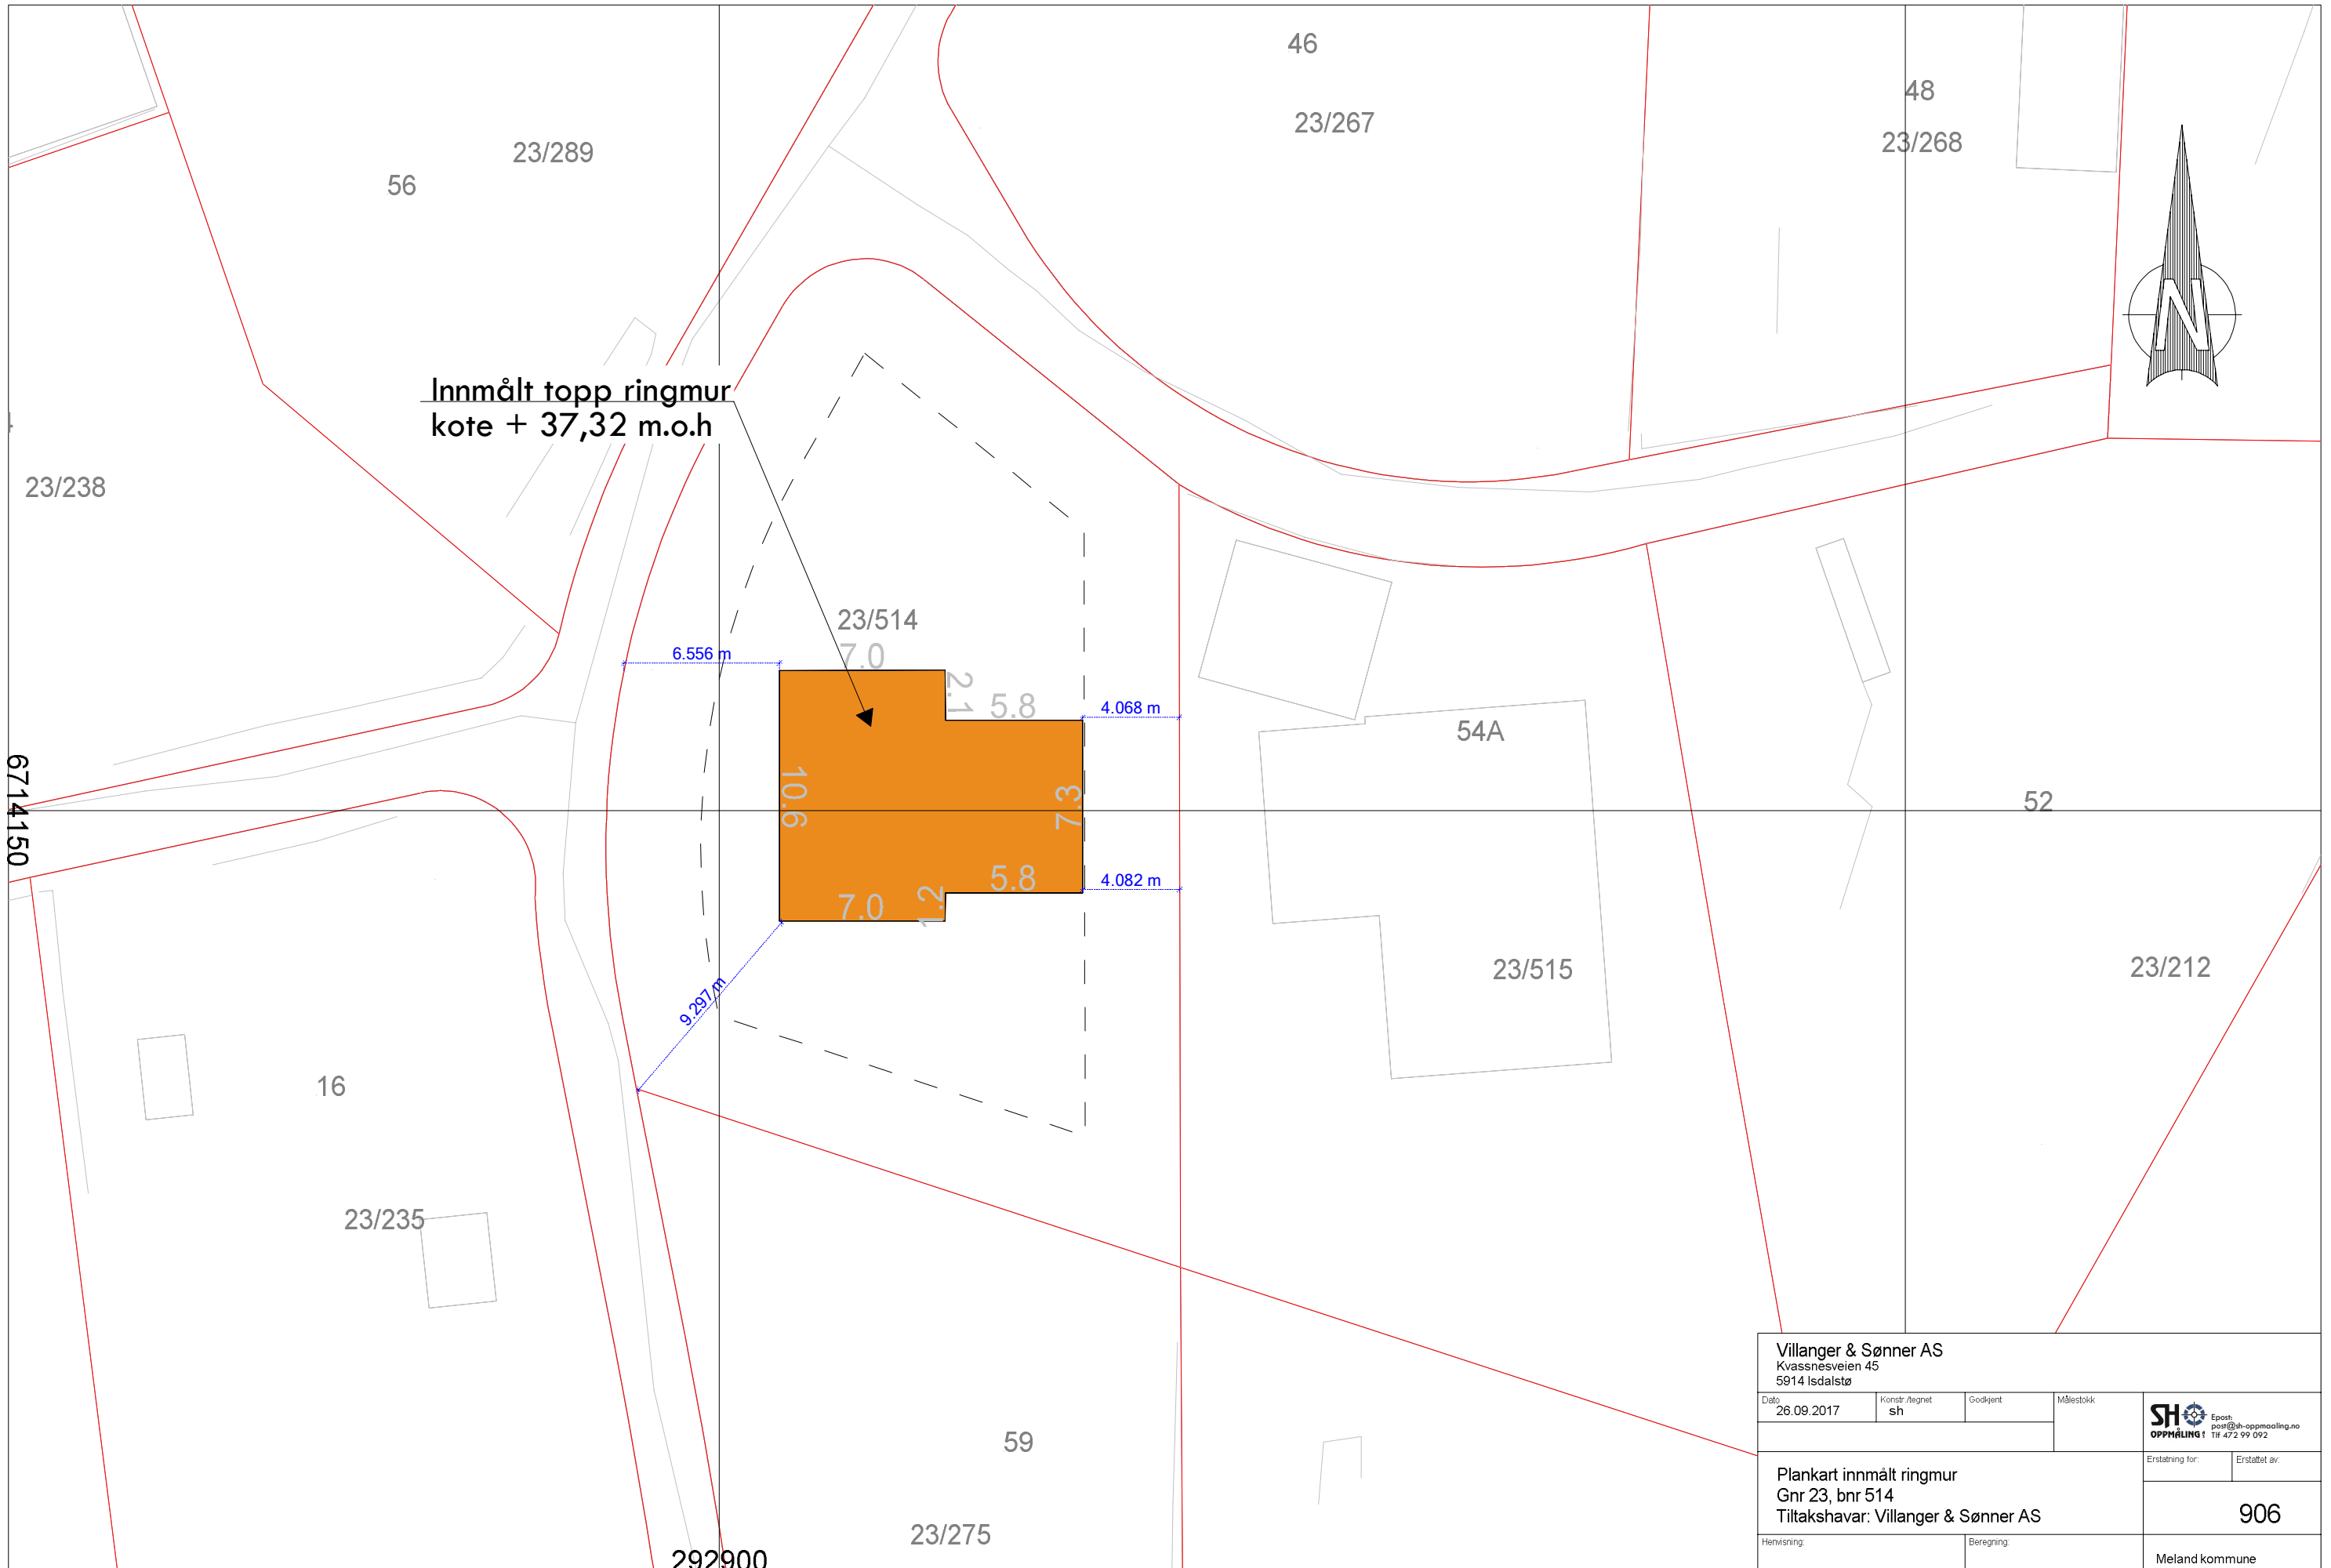 46
48
23/267
23/268
23/289
56
Innmålt topp ringmur
kote + 37,32 m.o.h
N
23/238
23/514
7.0
6.556 m
2.1
5.8
4.068 m
54A
10.6
7.3
52
6714150
5.8
4.082 m
7.0
1.2
23/515
23/212
9.297 m
16
23/235
59
23/275
292900
Villanger & Sønner AS
Kvassnesveien 45
5914 Isdalstø
Dato
26.09.2017
Konstr./tegnet
sh
Godkjent
Målestokk
SH
OPPMÅLING
Epost:
post@sh-oppmaaling.no
Tlf 472 99 092
Plankart innmålt ringmur
Gnr 23, bnr 514
Tiltakshavar: Villanger & Sønner AS
Erstatning for:
Erstattet av:
906
Henvisning:
Beregning:
Meland kommune